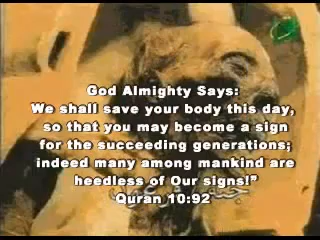 God Almighty Says:
We shall save your body this day,
so that you may become a sign
for the succeeding generations;
indeed many among mankind are
heedless of Our signs!”
Quran 10:92